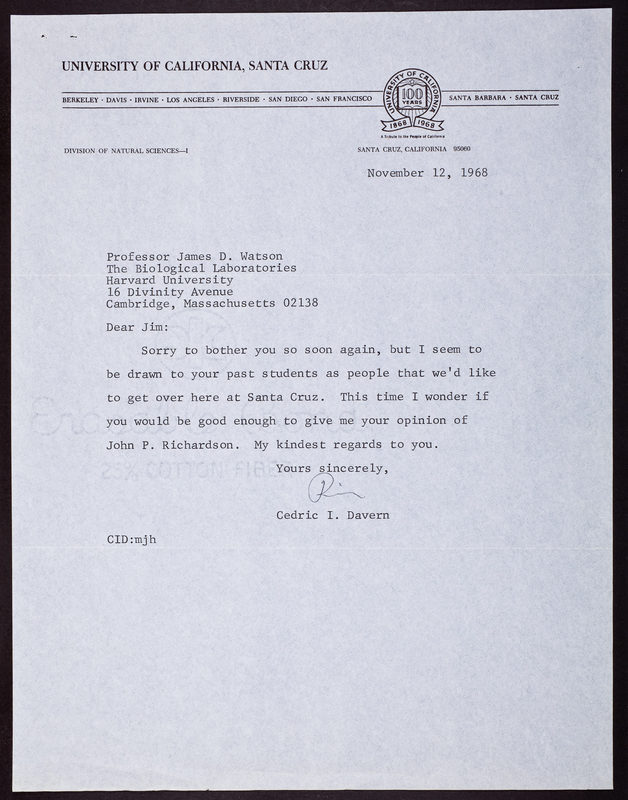 UNIVERSITY OF CALIFORNIA, SANTA CRUZ
BERKELEY · DAVIS · IRVINE · LOS ANGELES · RIVERSIDE · SAN DIEGO · SAN FRANCISCO
SANTA BARBARA · SANTA CRUZ
UNIVERSITY OF CALIFORNIA
100
YEARS
1868 1968
A Tribute to the People of California
DIVISION OF NATURAL SCIENCES—I
SANTA CRUZ, CALIFORNIA 95060
November 12, 1968
Professor James D. Watson
The Biological Laboratories
Harvard University
16 Divinity Avenue
Cambridge, Massachusetts 02138
Dear Jim:
Sorry to bother you so soon again, but I seem to
be drawn to your past students as people that we'd like
to get over here at Santa Cruz. This time I wonder if
you would be good enough to give me your opinion of
John P. Richardson. My kindest regards to you.
Yours sincerely,
Cedric I. Davern
CID:mjh